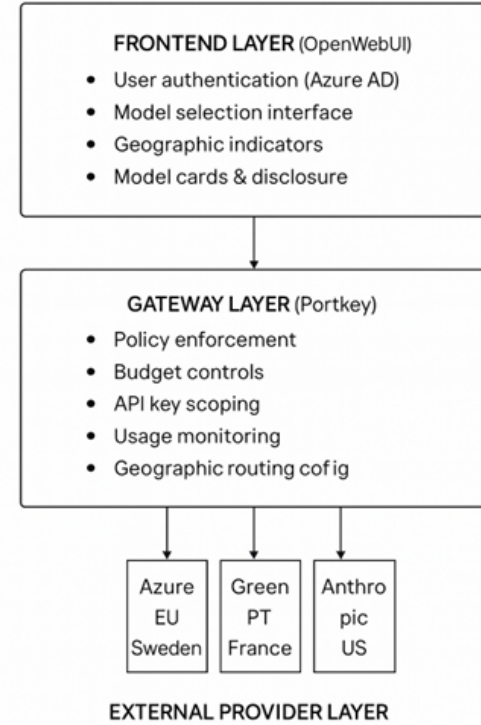 FRONTEND LAYER (OpenWebUI)
• User authentication (Azure AD)
• Model selection interface
• Geographic indicators
• Model cards & disclosure
GATEWAY LAYER (Portkey)
• Policy enforcement
• Budget controls
• API key scoping
• Usage monitoring
• Geographic routing cofig
Azure
EU
Sweden
Green
PT
France
Anthro
pic
US
EXTERNAL PROVIDER LAYER